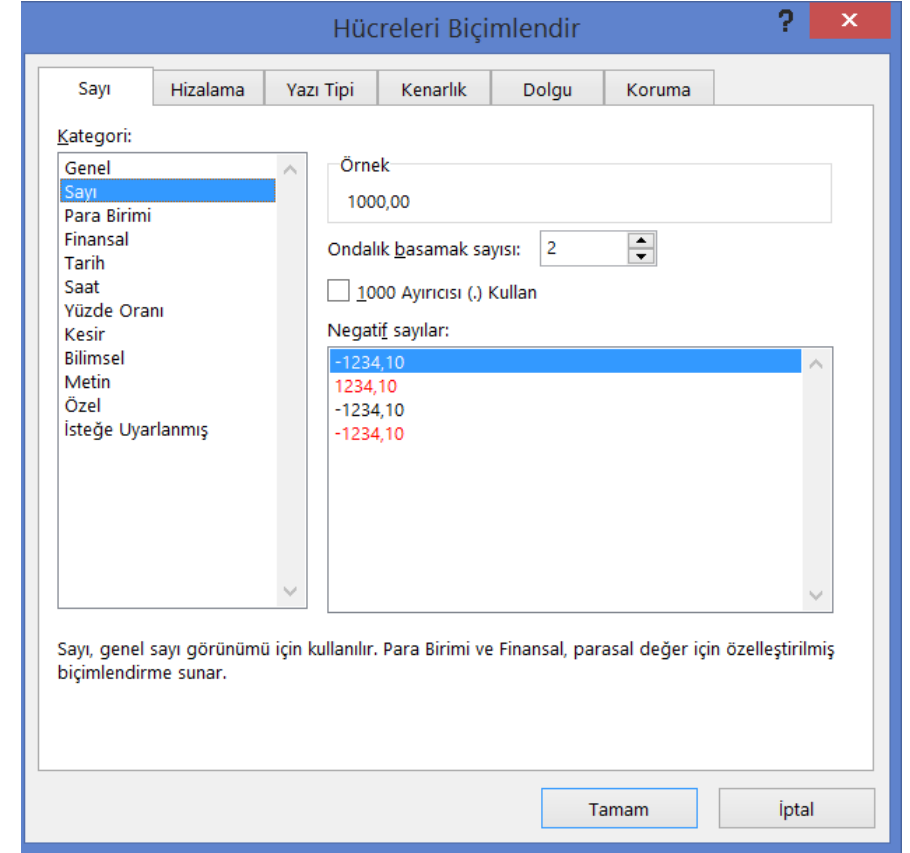 Hücreleri Biçimlendir
?
x
Sayı
Hizalama
Yazı Tipi
Kenarlık
Dolgu
Koruma
Kategori:
Genel
Sayı
Para Birimi
Finansal
Tarih
Saat
Yüzde Oranı
Kesir
Bilimsel
Metin
Özel
İsteğe Uyarlanmış
Örnek
1000,00
Ondalık basamak sayısı: 2
1000 Ayırıcısı (.) Kullan
Negatif sayılar:
-1234,10
1234,10
-1234,10
-1234,10
Sayı, genel sayı görünümü için kullanılır. Para Birimi ve Finansal, parasal değer için özelleştirilmiş
biçimlendirme sunar.
Tamam
İptal